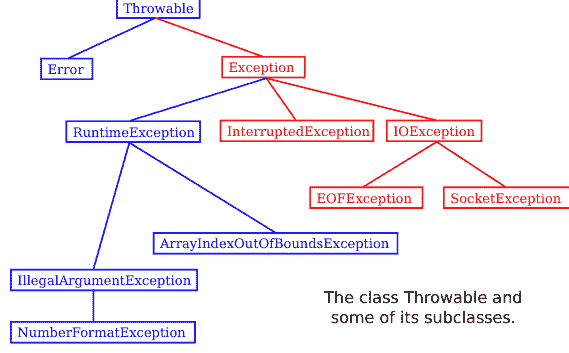 Throwable
Error
Exception
RuntimeException
InterruptedException
IOException
EOFException
SocketException
ArrayIndexOutOfBoundsException
IllegalArgumentException
NumberFormatException
The class Throwable and
some of its subclasses.